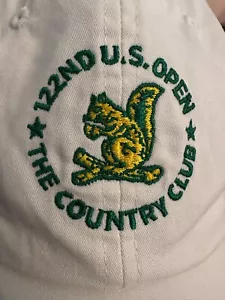 122ND U.S. OPEN
THE COUNTRY CLUB